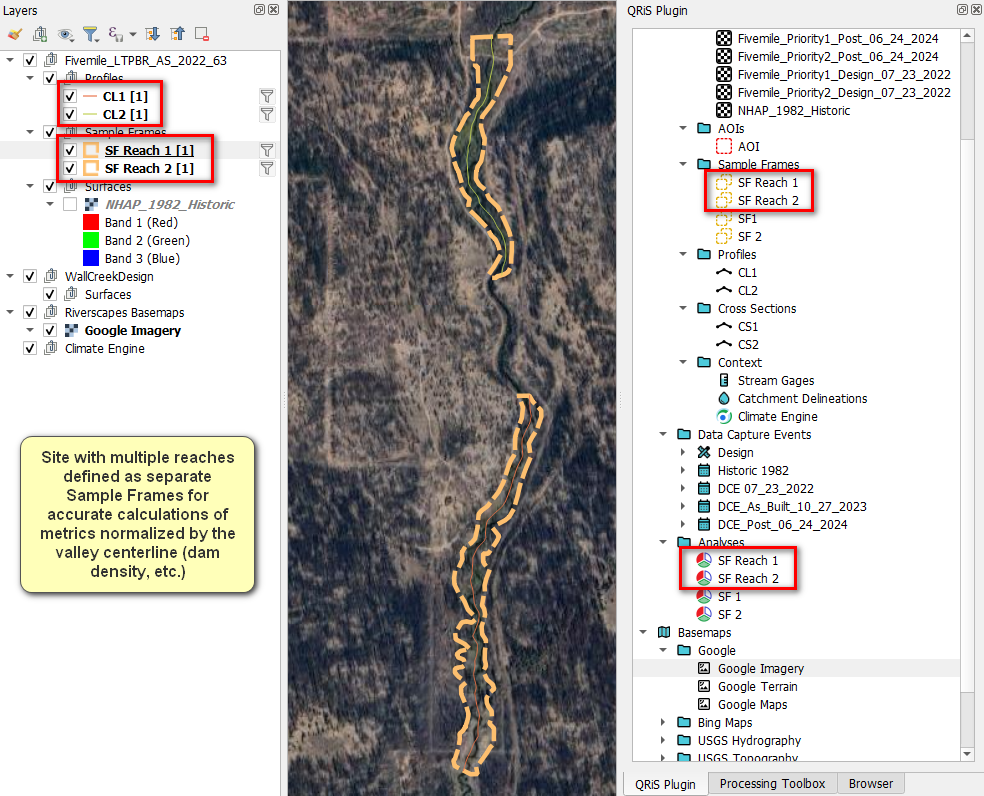 Layers
Fivemile_LTPBR_AS_2022_63
Profiles
CL1 [1]
CL2 [1]
Sample Frames
SF Reach 1 [1]
SF Reach 2 [1]
Surfaces
NHAP_1982_Historic
Band 1 (Red)
Band 2 (Green)
Band 3 (Blue)
WallCreekDesign
Surfaces
Riverscapes Basemaps
Google Imagery
Climate Engine
Site with multiple reaches
defined as separate
Sample Frames for
accurate calculations of
metrics normalized by the
valley centerline (dam
density, etc.)
QRiS Plugin
Fivemile_Priority1_Post_06_24_2024
Fivemile_Priority2_Post_06_24_2024
Fivemile_Priority1_Design_07_23_2022
Fivemile_Priority2_Design_07_23_2022
NHAP_1982_Historic
AOIs
AOI
Sample Frames
SF Reach 1
SF Reach 2
SF1
SF 2
Profiles
CL1
CL2
Cross Sections
CS1
CS2
Context
Stream Gages
Catchment Delineations
Climate Engine
Data Capture Events
Design
Historic 1982
DCE 07_23_2022
DCE_As_Built_10_27_2023
DCE_Post_06_24_2024
Analyses
SF Reach 1
SF Reach 2
SF 1
SF 2
Basemaps
Google
Google Imagery
Google Terrain
Google Maps
Bing Maps
USGS Hydrography
USGS Topography
QRiS Plugin
Processing Toolbox
Browser